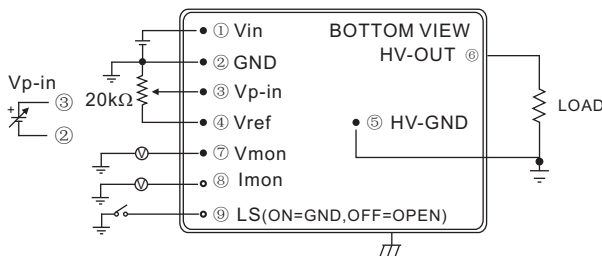 ① Vin
BOTTOM VIEW
HV-OUT ⑥
② GND
Vp-in
+
③
②
20kΩ
③ Vp-in
④ Vref
⑤ HV-GND
LOAD
V
⑦ Vmon
V
⑧ Imon
⑨ LS(ON=GND,OFF=OPEN)